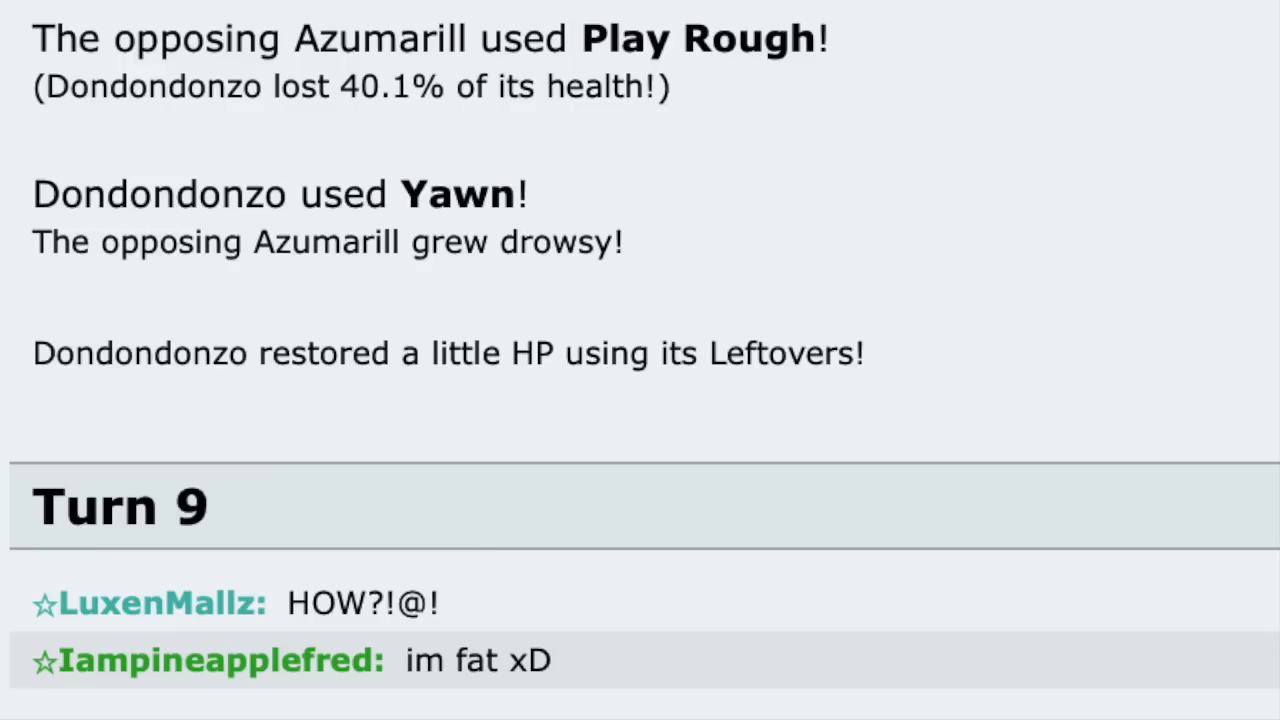 The opposing Azumarill used Play Rough!
(Dondondonzo lost 40.1% of its health!)
Dondondonzo used Yawn!
The opposing Azumarill grew drowsy!
Dondondonzo restored a little HP using its Leftovers!
Turn 9
☆LuxenMallz: HOW?!@!
☆Iampineapplefred: im fat xD